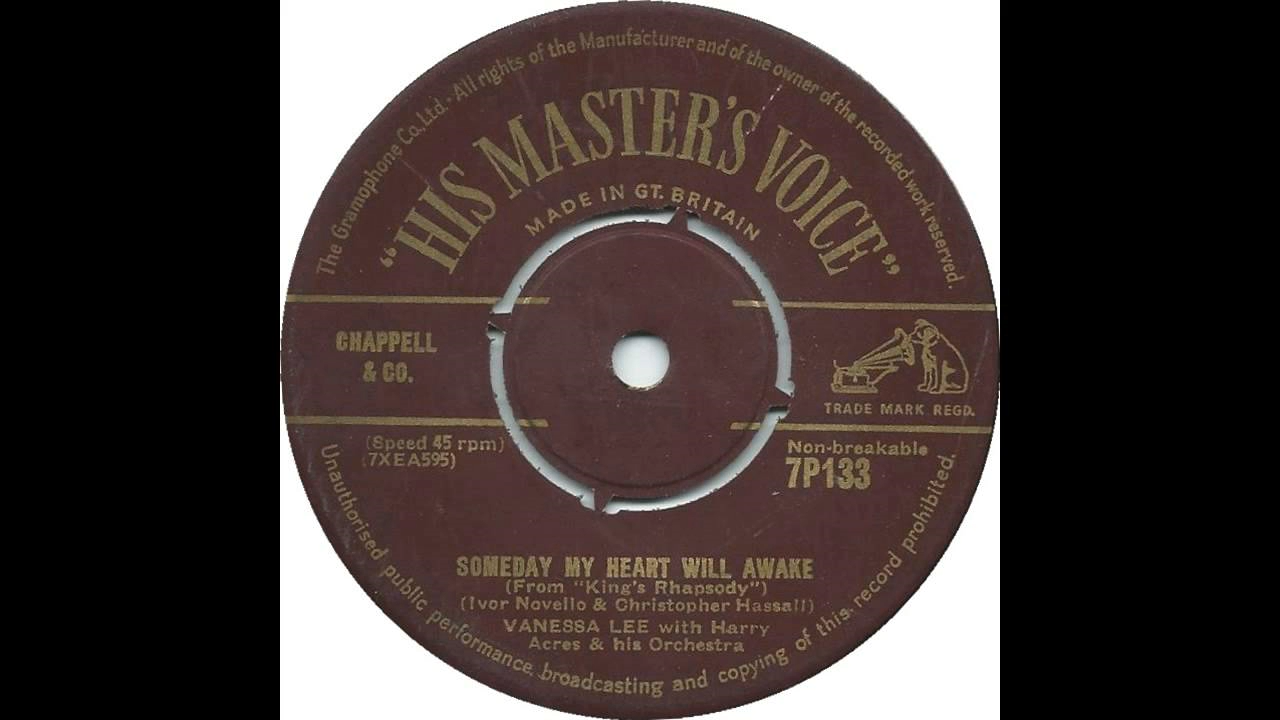 The Gramophone Co. Ltd. · All rights of the Manufacturer and of the owner of the recorded work reserved.
"HIS MASTER'S VOICE"
MADE IN GT. BRITAIN
CHAPPELL
& CO.
TRADE MARK REGD.
(Speed 45 rpm)
(7XEA595)
Non-breakable
7P133
SOMEDAY MY HEART WILL AWAKE
(From "King's Rhapsody")
(Ivor Novello & Christopher Hassall)
VANESSA LEE with Harry
Acres & his Orchestra
Unauthorised public performance, broadcasting and copying of this record prohibited.